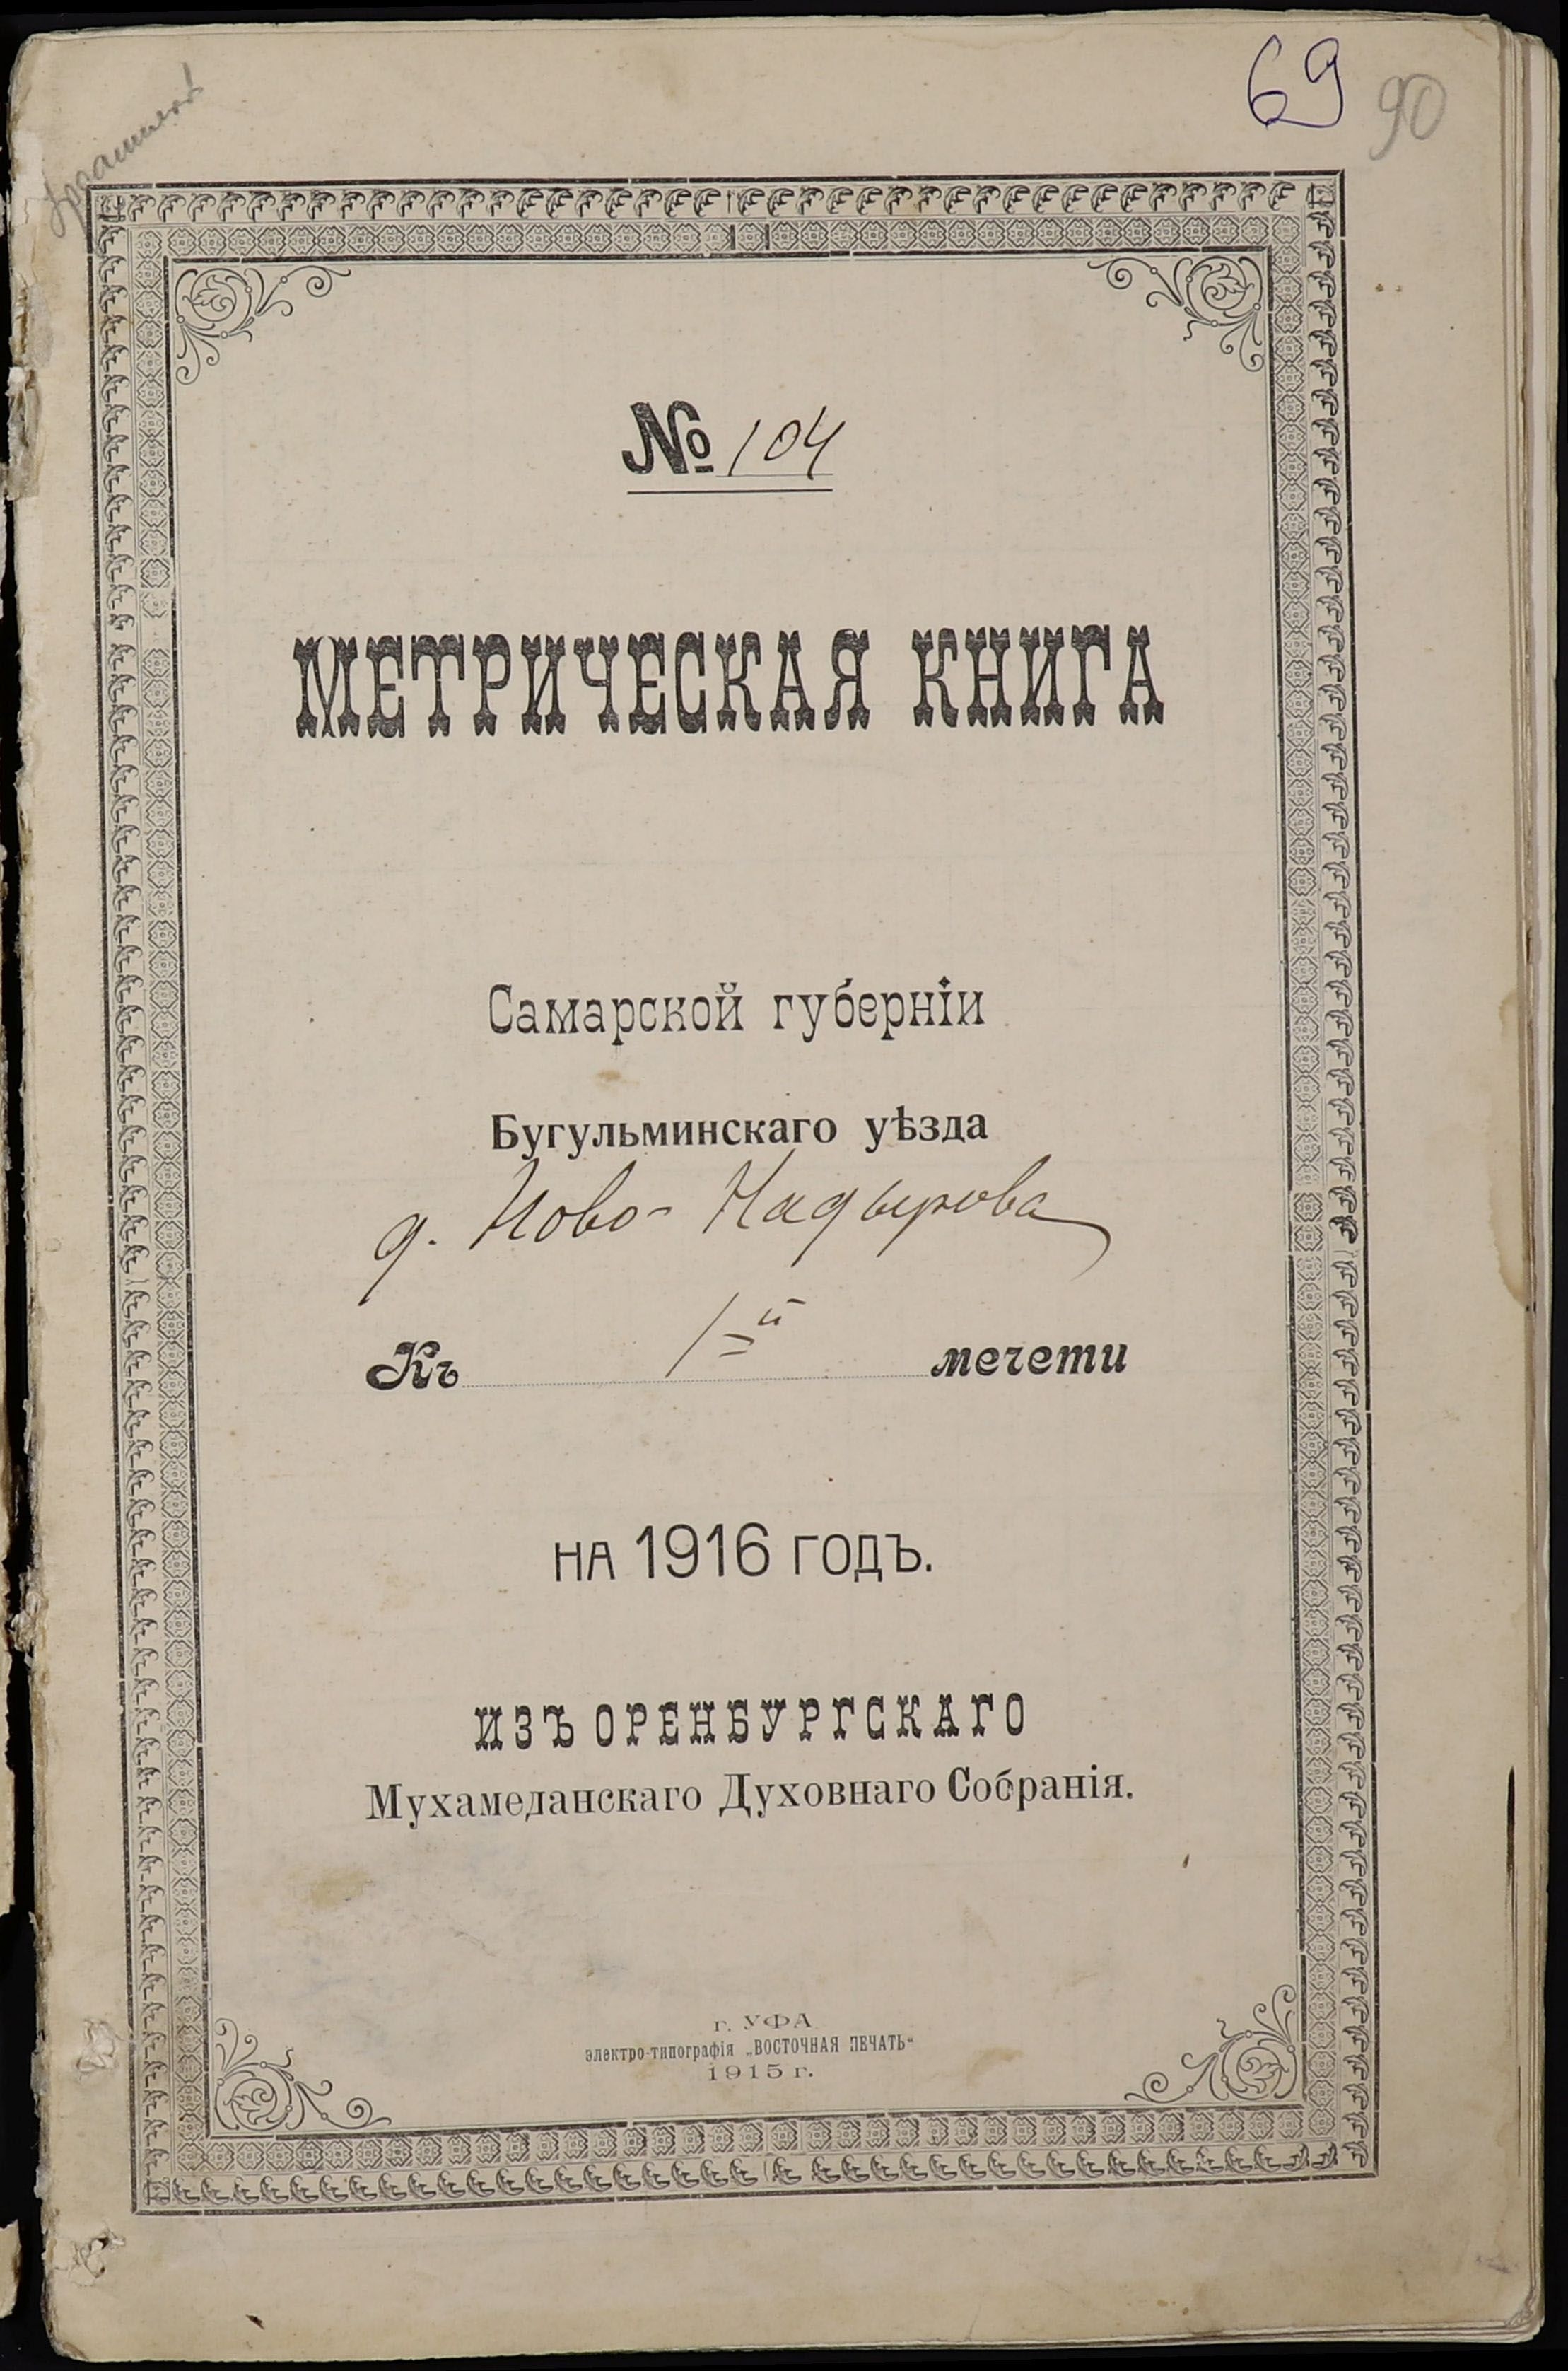 69 90
№ 104
МЕТРИЧЕСКАЯ КНИГА
Самарской губерніи
Бугульминскаго уѣзда
д. Ново-Надырова
Къ 1й мечети
НА 1916 ГОДЪ.
ИЗЪ ОРЕНБУРГСКАГО
Мухамеданскаго Духовнаго Собранія.
г. УФА
электро-типографія „ВОСТОЧНАЯ ПЕЧАТЬ“
1915 г.